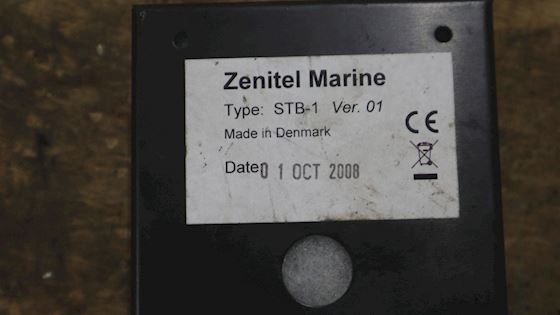 Zenitel Marine
Type: STB-1 Ver. 01
Made in Denmark
Date: 0 1 OCT 2008
CE